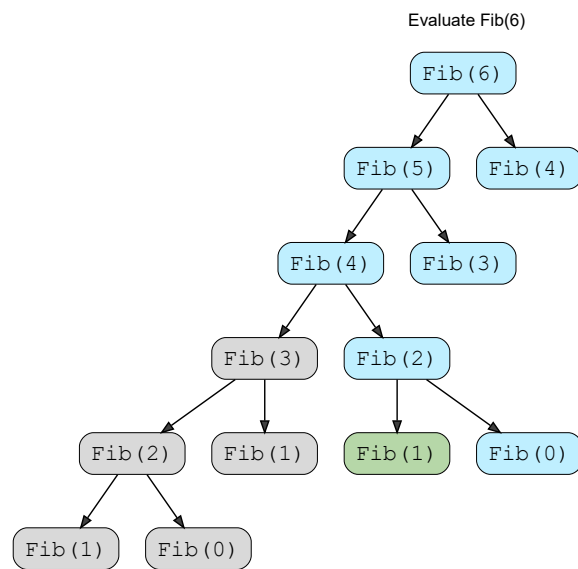 Evaluate Fib(6)
Fib(6)
Fib(5)
Fib(4)
Fib(4)
Fib(3)
Fib(3)
Fib(2)
Fib(2)
Fib(1)
Fib(1)
Fib(0)
Fib(1)
Fib(0)